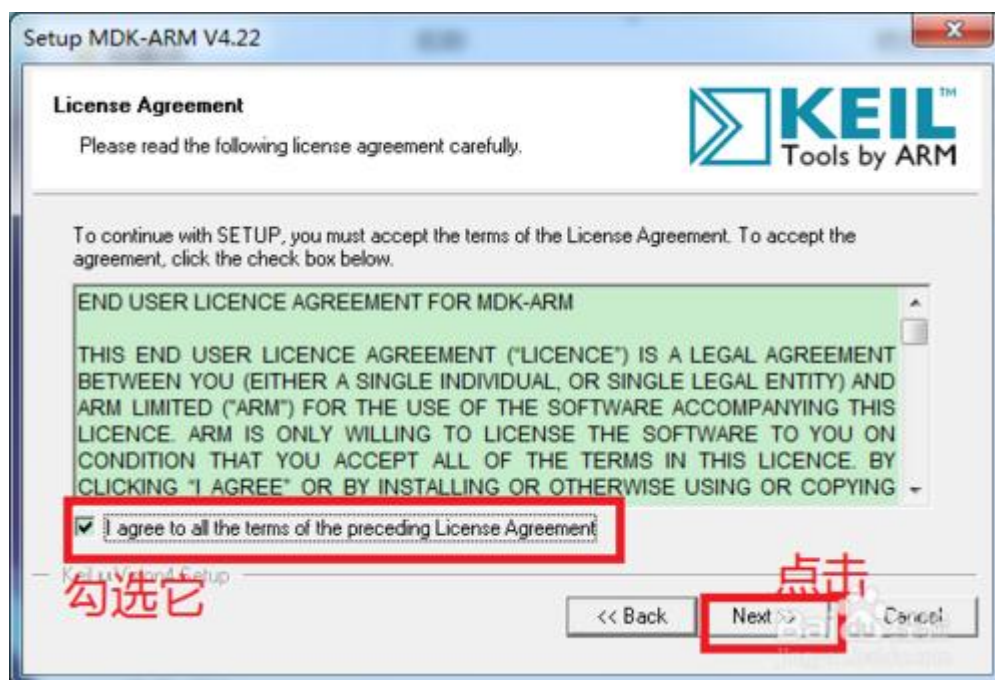 Setup MDK-ARM V4.22
License Agreement
Please read the following license agreement carefully.
KEIL™
Tools by ARM
To continue with SETUP, you must accept the terms of the License Agreement. To accept the
agreement, click the check box below.
END USER LICENCE AGREEMENT FOR MDK-ARM
THIS END USER LICENCE AGREEMENT ("LICENCE") IS A LEGAL AGREEMENT
BETWEEN YOU (EITHER A SINGLE INDIVIDUAL, OR SINGLE LEGAL ENTITY) AND
ARM LIMITED ("ARM") FOR THE USE OF THE SOFTWARE ACCOMPANYING THIS
LICENCE. ARM IS ONLY WILLING TO LICENSE THE SOFTWARE TO YOU ON
CONDITION THAT YOU ACCEPT ALL OF THE TERMS IN THIS LICENCE. BY
CLICKING "I AGREE" OR BY INSTALLING OR OTHERWISE USING OR COPYING
I agree to all the terms of the preceding License Agreement
Keil µVision4 Setup
勾选它
点击
<< Back
Next >>
Cancel